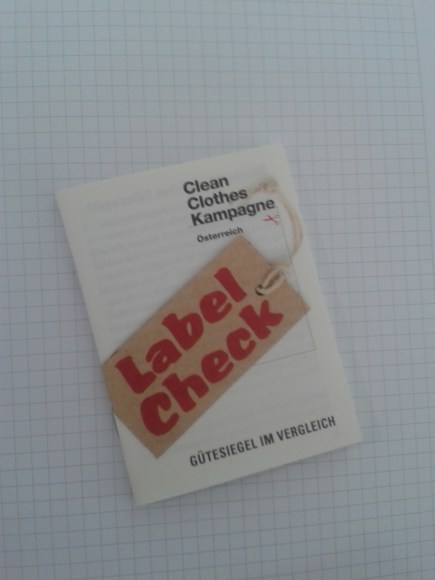 Clean
Clothes
Kampagne
Österreich
Label
Check
GÜTESIEGEL IM VERGLEICH